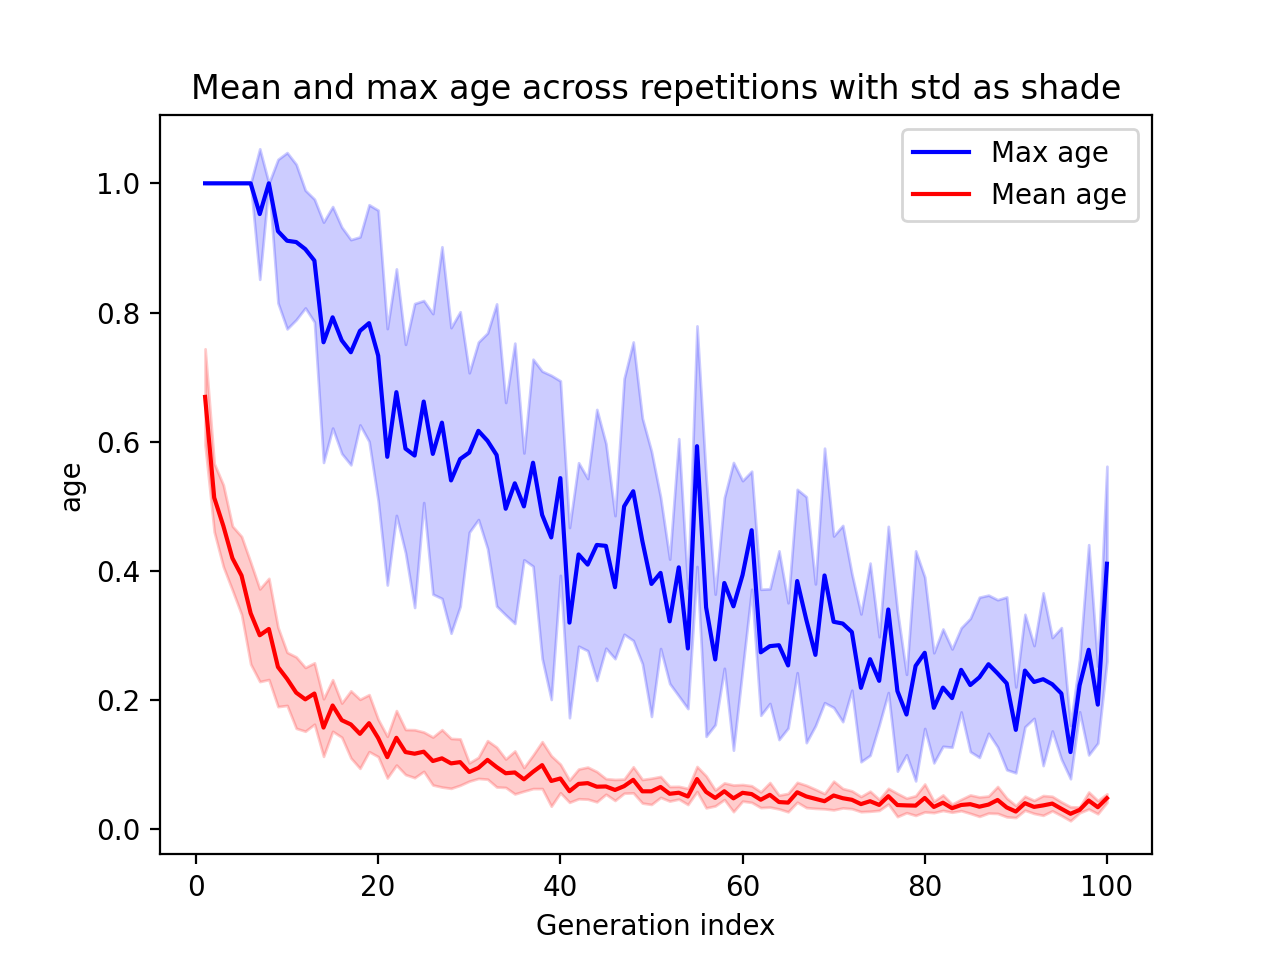 Mean and max age across repetitions with std as shade
Max age
Mean age
1.0
0.8
0.6
0.4
0.2
0.0
age
0 20 40 60 80 100
Generation index